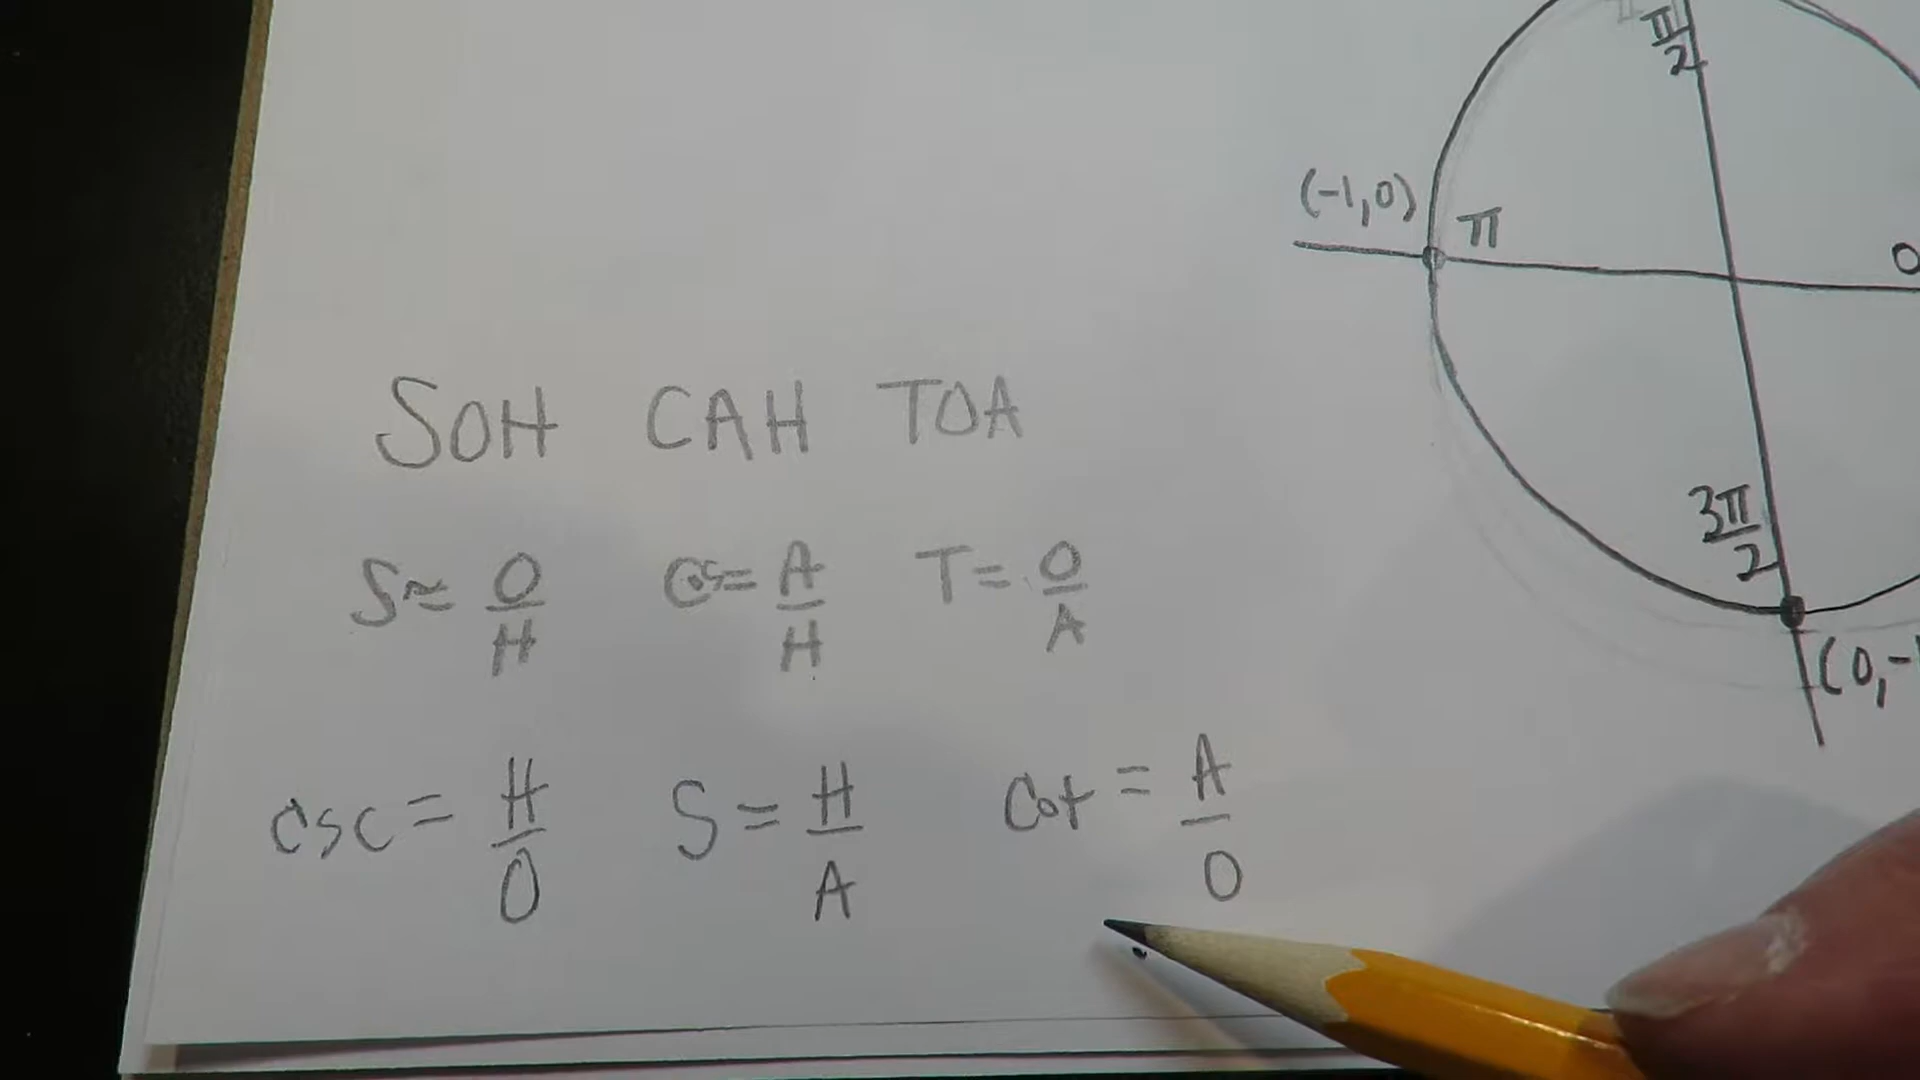 π/2
(-1,0) π 0
SOH CAH TOA
S= O/H Cos= A/H T= O/A
3π/2
(0,-
csc = H/O S = H/A Cot = A/O